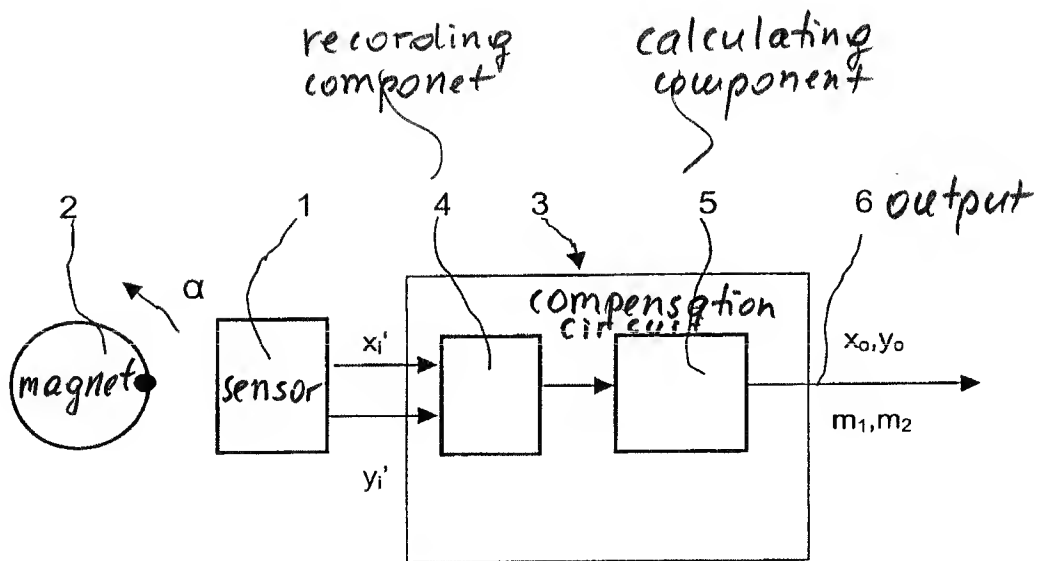 recording
componet
calculating
component
2
1
4
3
5
6 output
α
compensation
circuit
magnet
sensor
xi'
yi'
xo,yo
m1,m2